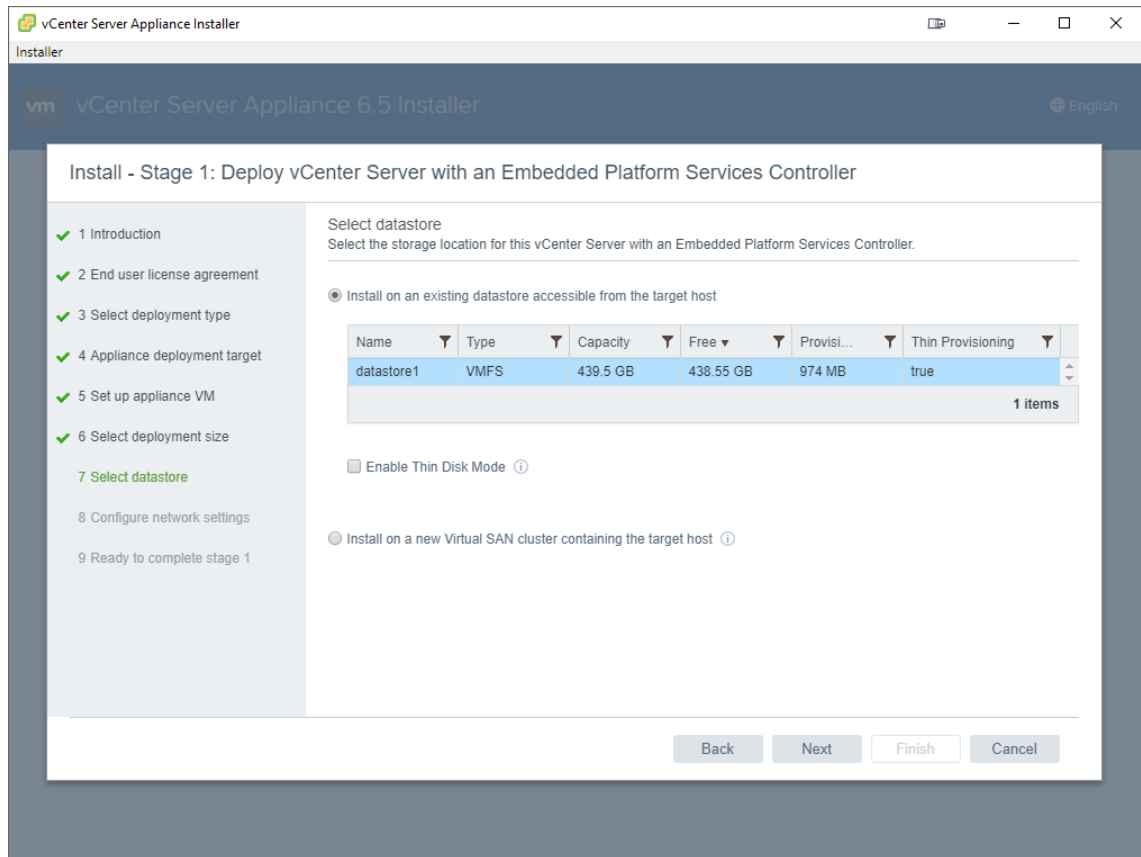 vCenter Server Appliance Installer
Installer
vm vCenter Server Appliance 6.5 Installer English
Install - Stage 1: Deploy vCenter Server with an Embedded Platform Services Controller
1 Introduction
2 End user license agreement
3 Select deployment type
4 Appliance deployment target
5 Set up appliance VM
6 Select deployment size
7 Select datastore
8 Configure network settings
9 Ready to complete stage 1
Select datastore
Select the storage location for this vCenter Server with an Embedded Platform Services Controller.
Install on an existing datastore accessible from the target host
Name Type Capacity Free Provisi... Thin Provisioning
datastore1 VMFS 439.5 GB 438.55 GB 974 MB true
1 items
Enable Thin Disk Mode
Install on a new Virtual SAN cluster containing the target host
Back Next Finish Cancel